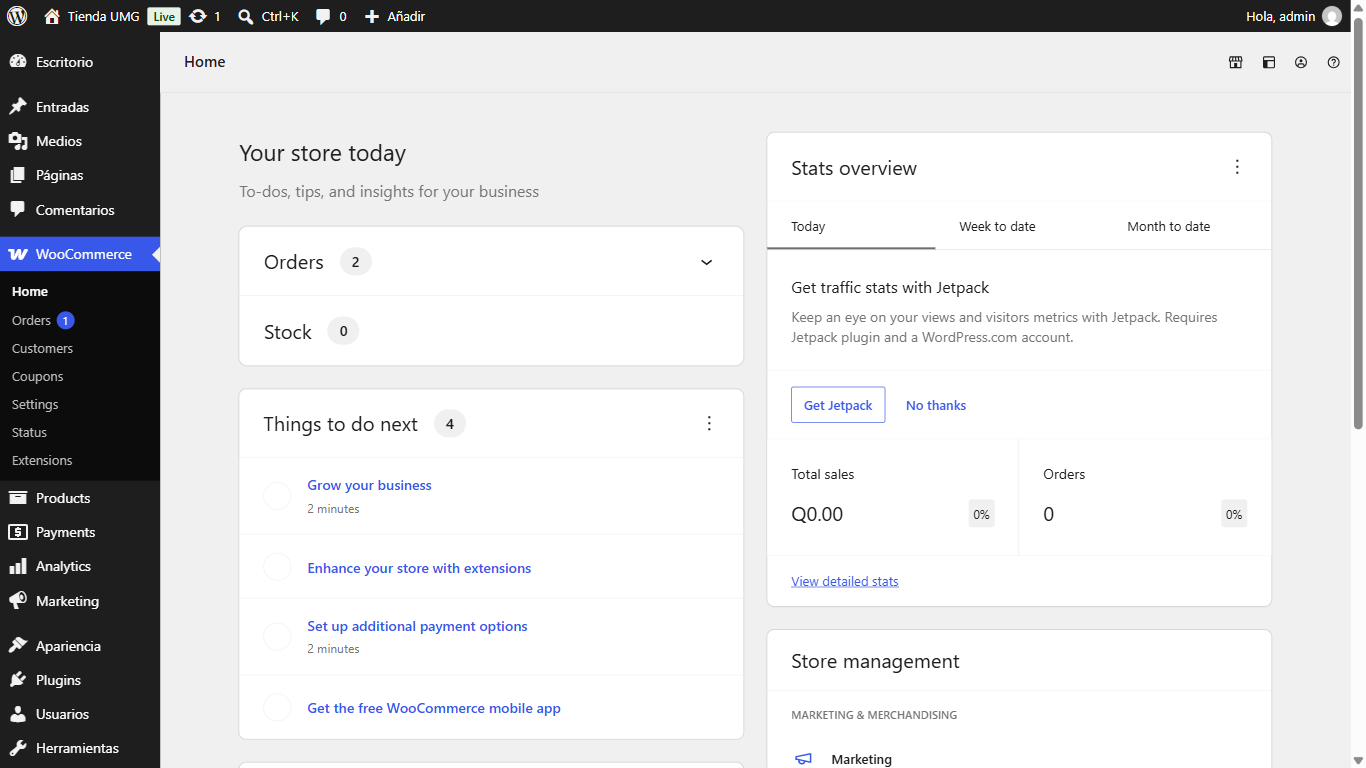 Tienda UMG Live 1 Ctrl+K 0 Añadir Hola, admin
Escritorio
Entradas
Medios
Páginas
Comentarios
WooCommerce
Home
Orders 1
Customers
Coupons
Settings
Status
Extensions
Products
Payments
Analytics
Marketing
Apariencia
Plugins
Usuarios
Herramientas
Home
Your store today
To-dos, tips, and insights for your business
Orders 2
Stock 0
Things to do next 4
Grow your business
2 minutes
Enhance your store with extensions
Set up additional payment options
2 minutes
Get the free WooCommerce mobile app
Stats overview
Today Week to date Month to date
Get traffic stats with Jetpack
Keep an eye on your views and visitors metrics with Jetpack. Requires
Jetpack plugin and a WordPress.com account.
Get Jetpack No thanks
Total sales Orders
Q0.00 0% 0 0%
View detailed stats
Store management
MARKETING & MERCHANDISING
Marketing